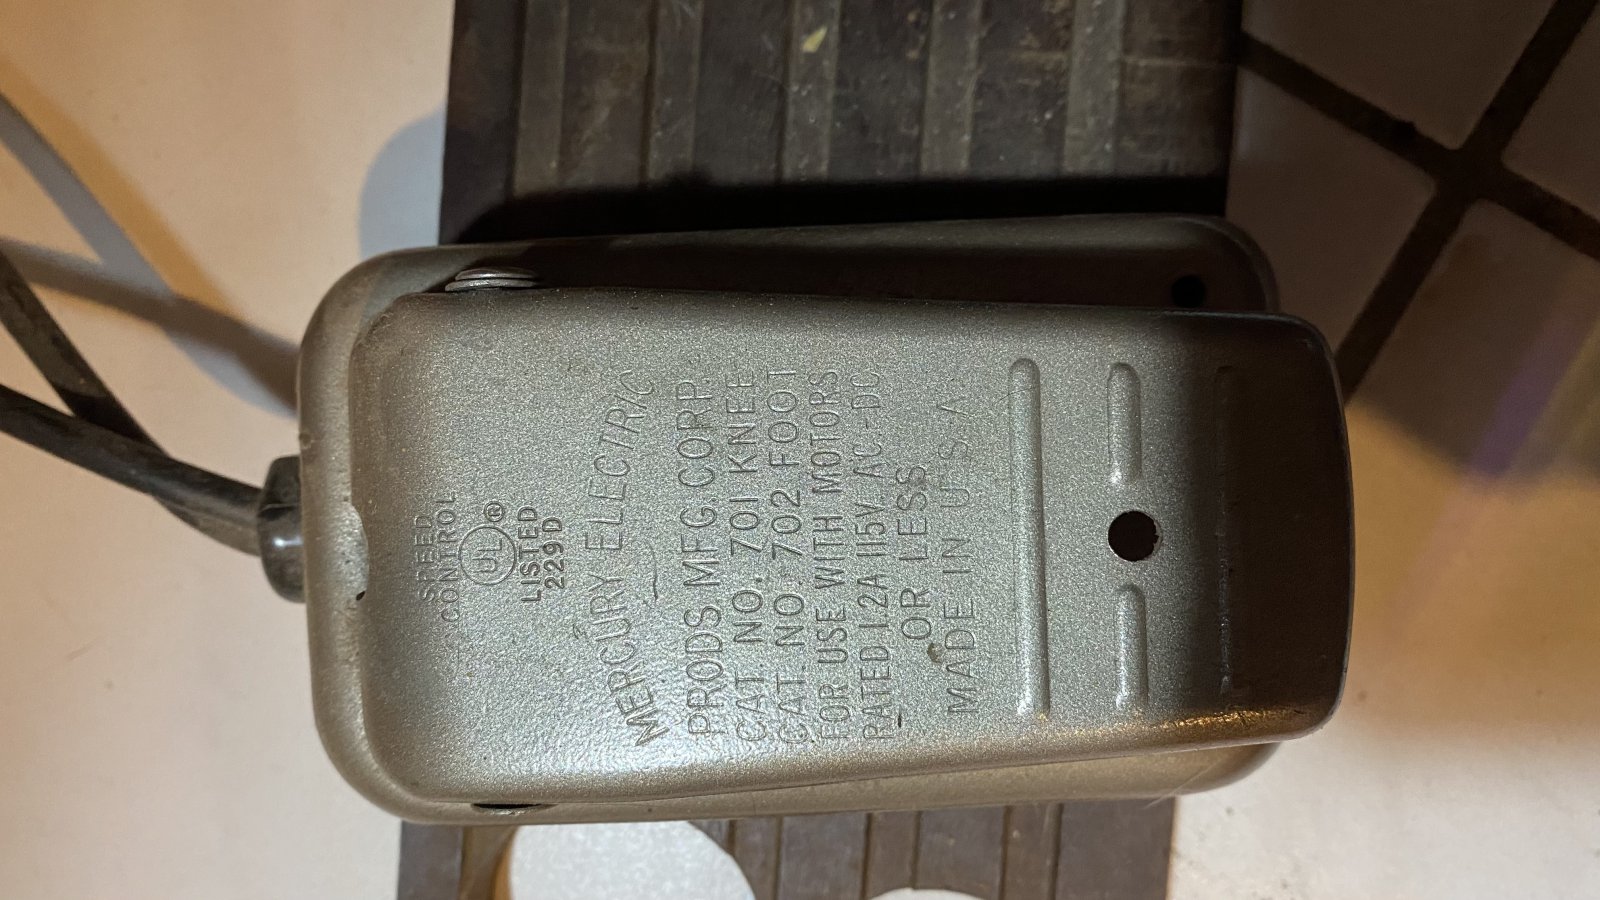 SPEED
CONTROL
UL®
LISTED
229D
MERCURY ELECTRIC
PRODS MFG. CORP.
CAT. NO. 701 KNEE
CAT. NO. 702 FOOT
FOR USE WITH MOTORS
RATED 1.2A 115V. AC-DC
OR LESS
MADE IN U.S.A